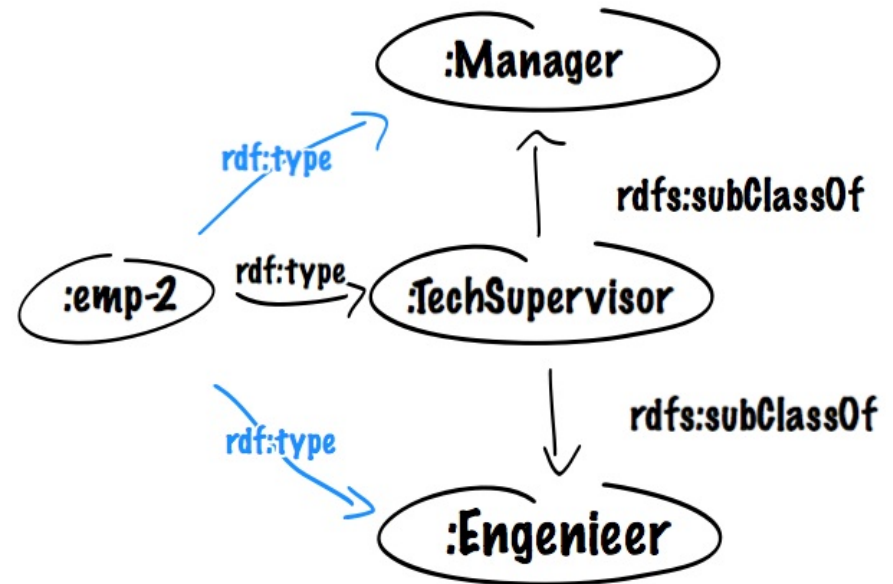 :Manager
rdf:type
rdfs:subClassOf
:emp-2
rdf:type
:TechSupervisor
rdf:type
rdfs:subClassOf
:Engenieer